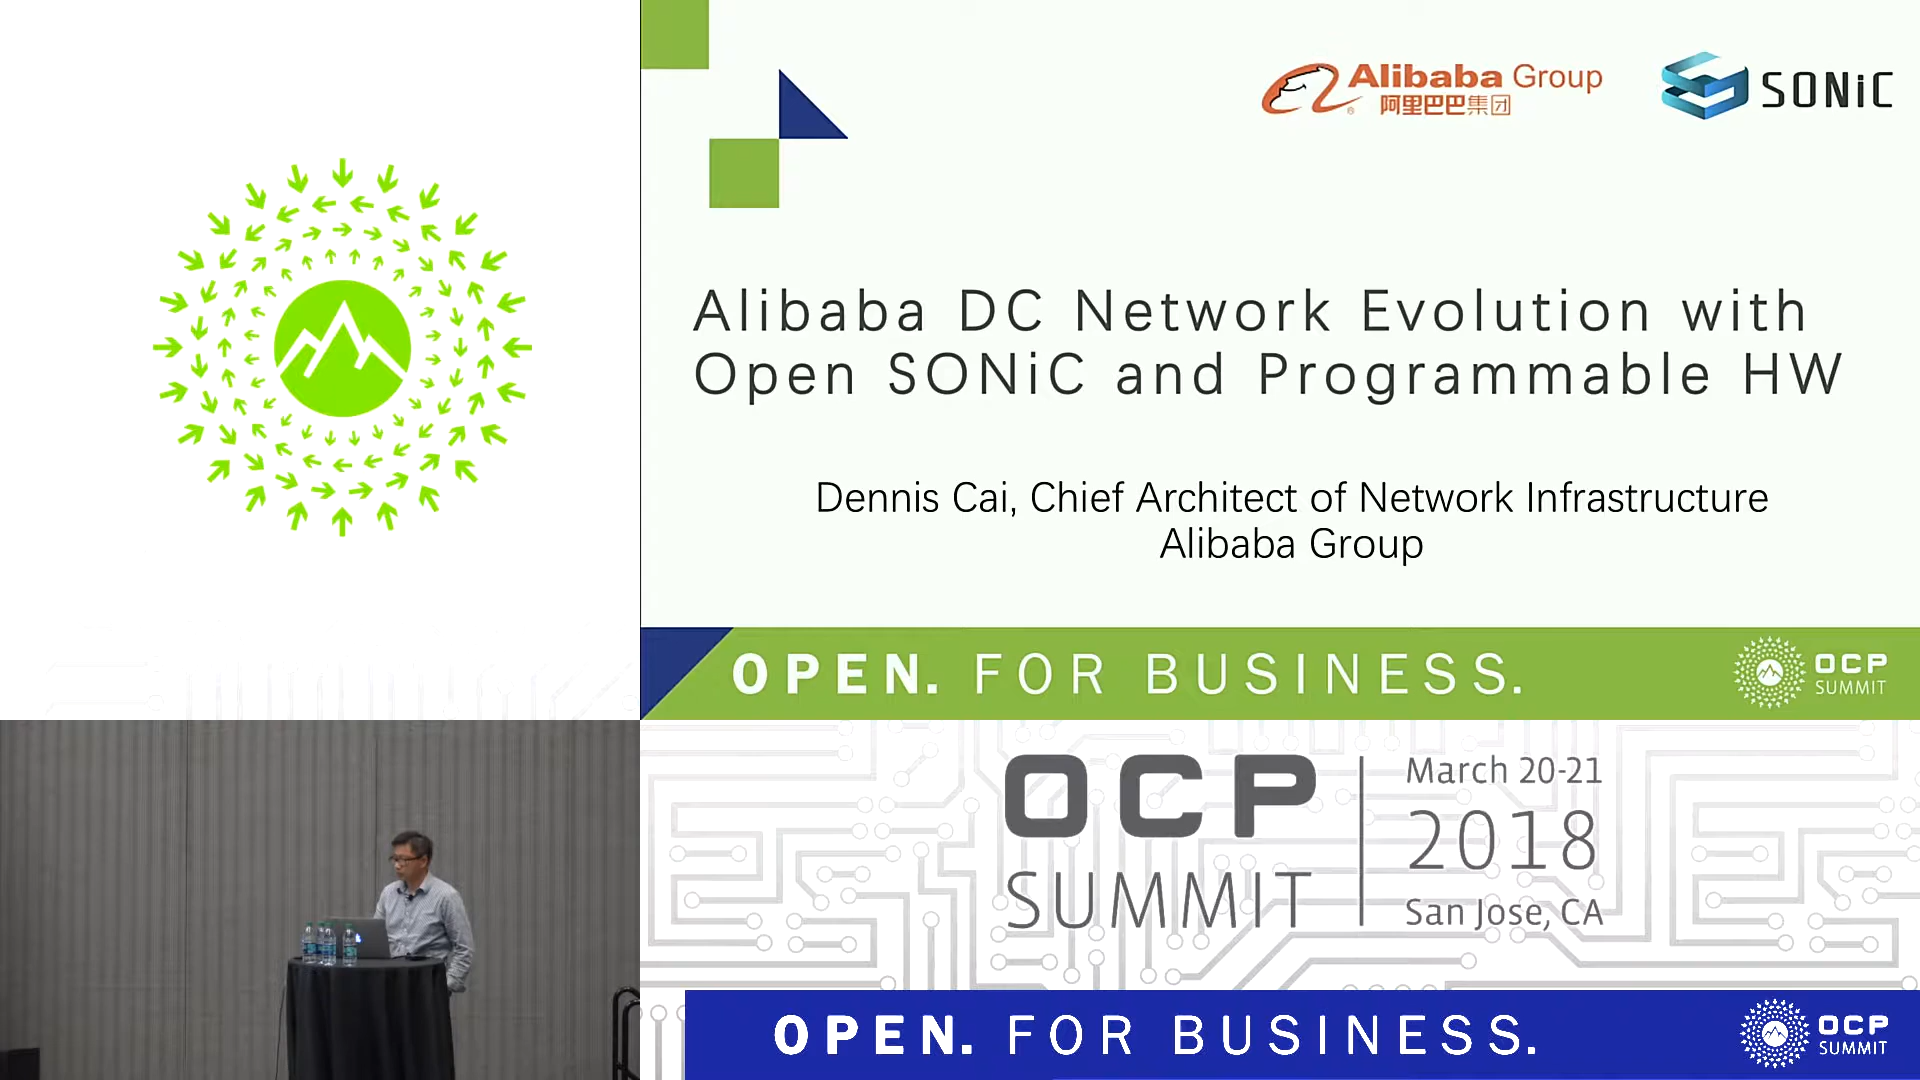 Alibaba Group
阿里巴巴集团
SONiC
Alibaba DC Network Evolution with
Open SONiC and Programmable HW
Dennis Cai, Chief Architect of Network Infrastructure
Alibaba Group
OPEN. FOR BUSINESS.
OCP
SUMMIT
OCP
SUMMIT
March 20-21
2018
San Jose, CA
OPEN. FOR BUSINESS.
OCP
SUMMIT